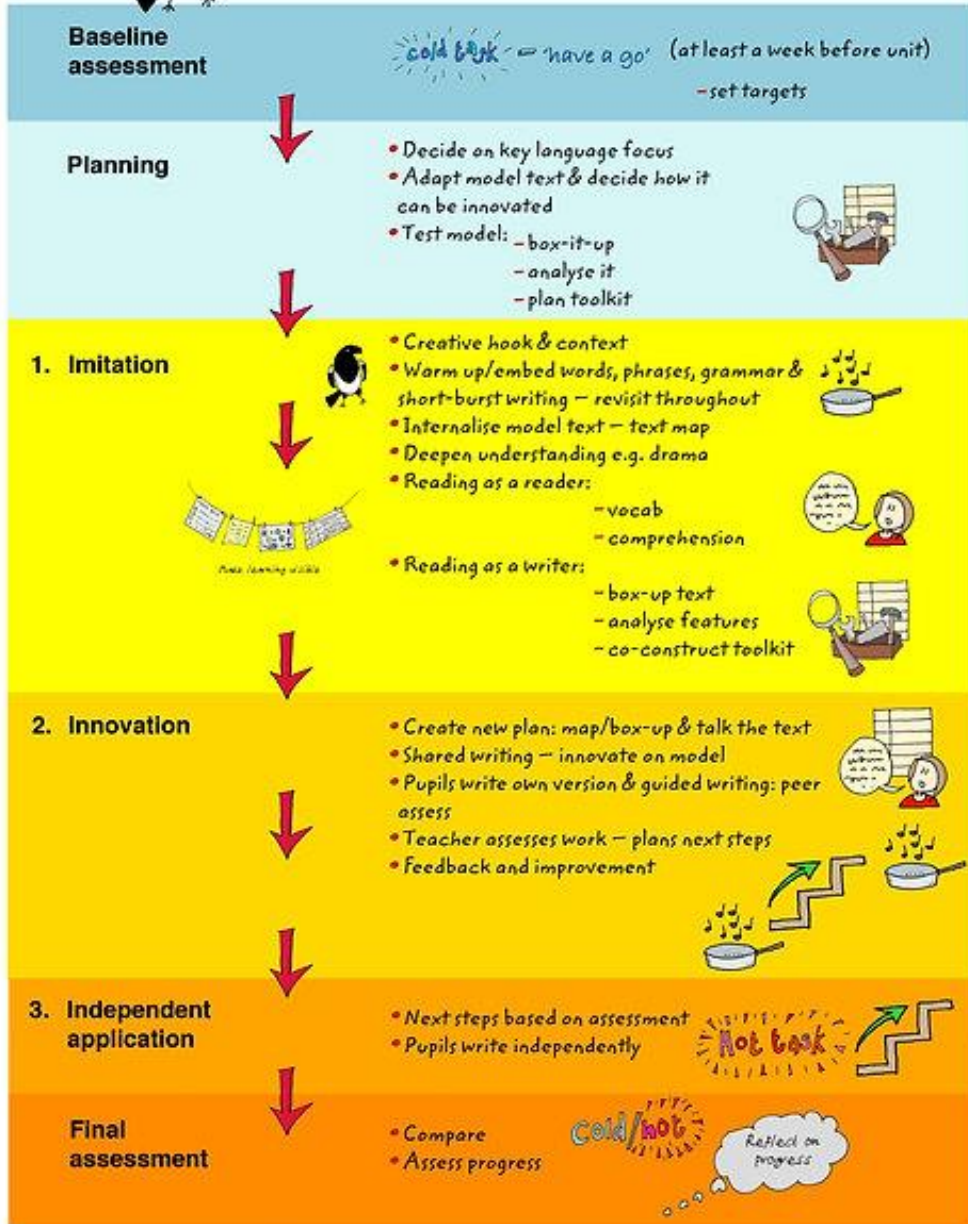 Baseline
assessment
cold task – 'have a go' (at least a week before unit)
– set targets
Planning
• Decide on key language focus
• Adapt model text & decide how it
can be innovated
• Test model: – box-it-up
– analyse it
– plan toolkit
1. Imitation
• Creative hook & context
• Warm up/embed words, phrases, grammar &
short-burst writing – revisit throughout
• Internalise model text – text map
• Deepen understanding e.g. drama
• Reading as a reader:
– vocab
– comprehension
• Reading as a writer:
– box-up text
– analyse features
– co-construct toolkit
Make learning visible
2. Innovation
• Create new plan: map/box-up & talk the text
• Shared writing – innovate on model
• Pupils write own version & guided writing: peer
assess
• Teacher assesses work – plans next steps
• Feedback and improvement
3. Independent
application
• Next steps based on assessment
• Pupils write independently
Hot task
Final
assessment
• Compare
• Assess progress
Cold/hot
Reflect on
progress